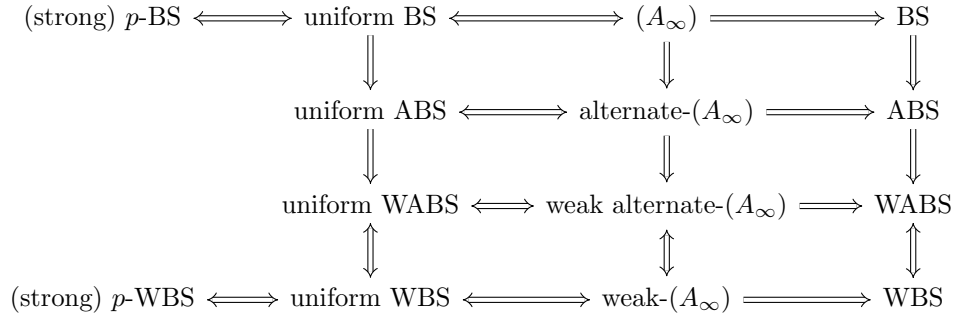 (strong) p-BS ⟺ uniform BS ⟺ (A∞) ⟹ BS
uniform ABS ⟺ alternate-(A∞) ⟹ ABS
uniform WABS ⟺ weak alternate-(A∞) ⟹ WABS
(strong) p-WBS ⟺ uniform WBS ⟺ weak-(A∞) ⟹ WBS